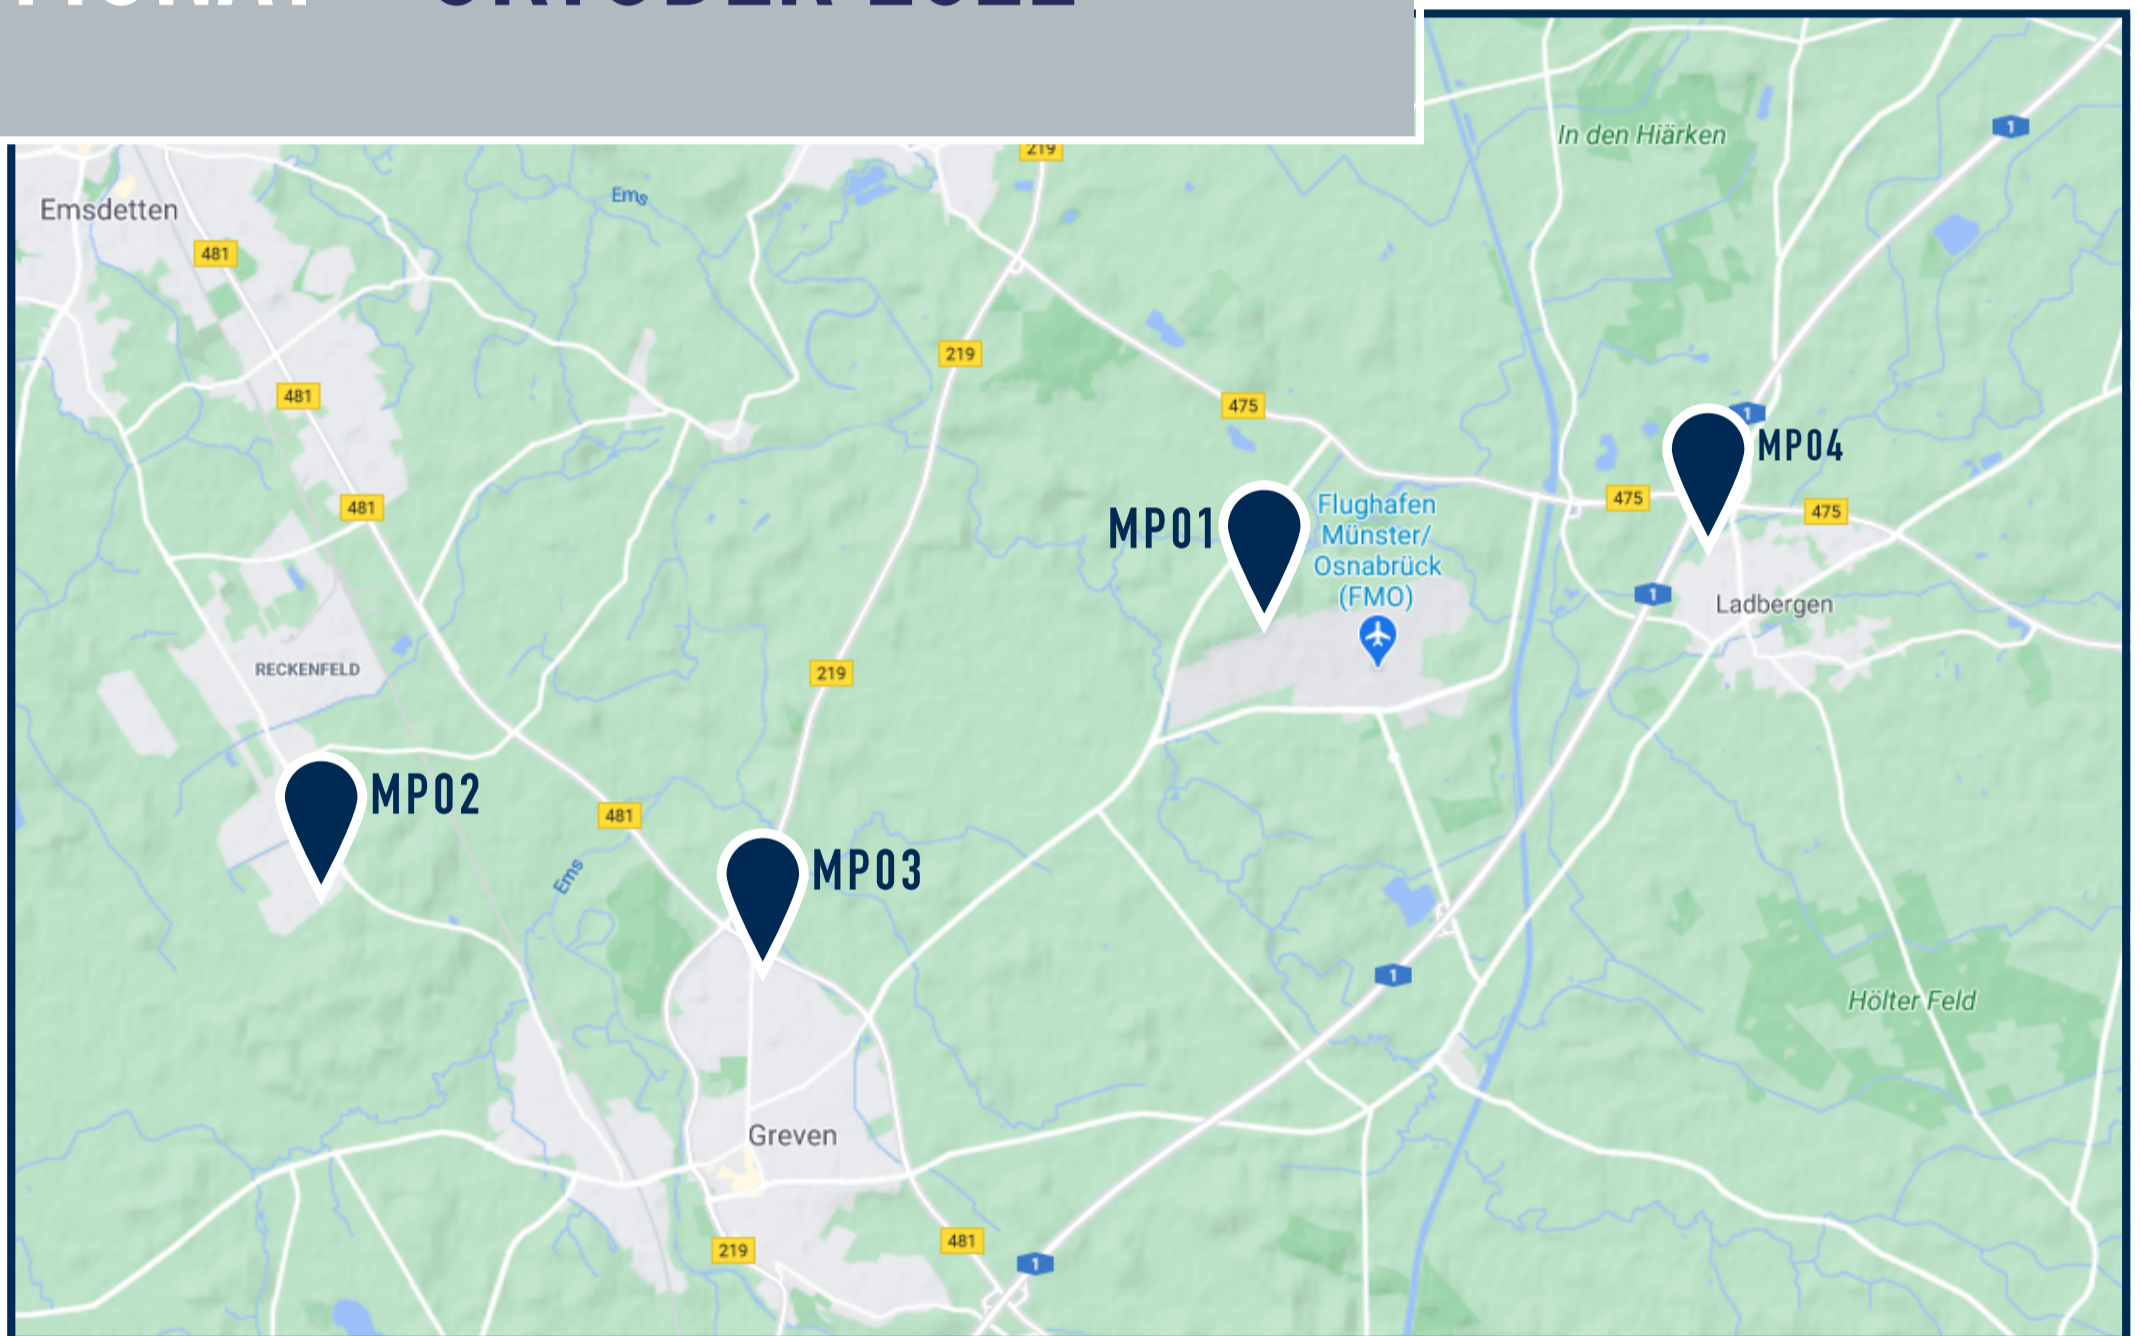 219
In den Hiärken
1
Emsdetten
Ems
481
219
475
481
1
MP04
481
475
475
MP01
Flughafen
Münster/
Osnabrück
(FMO)
1
Ladbergen
RECKENFELD
219
MP02
481
MP03
Ems
1
Hölter Feld
Greven
219
481
1